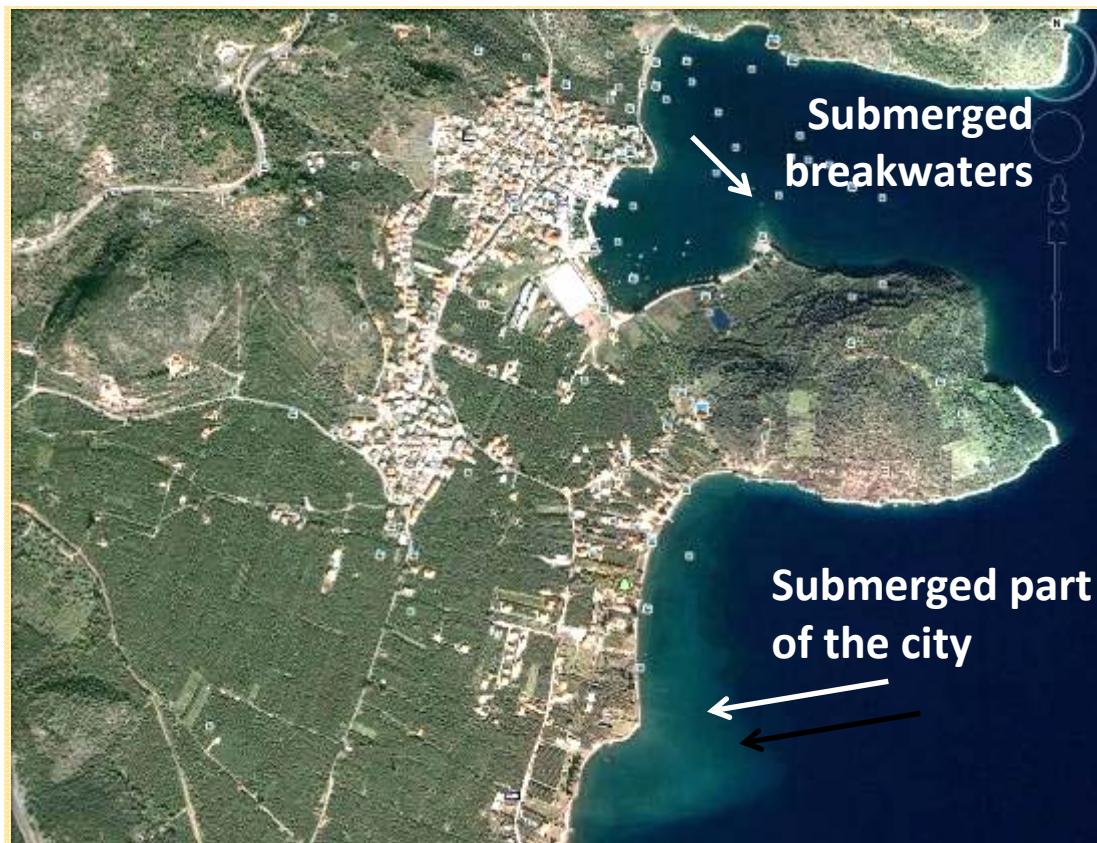 N
Submerged
breakwaters
Submerged part
of the city